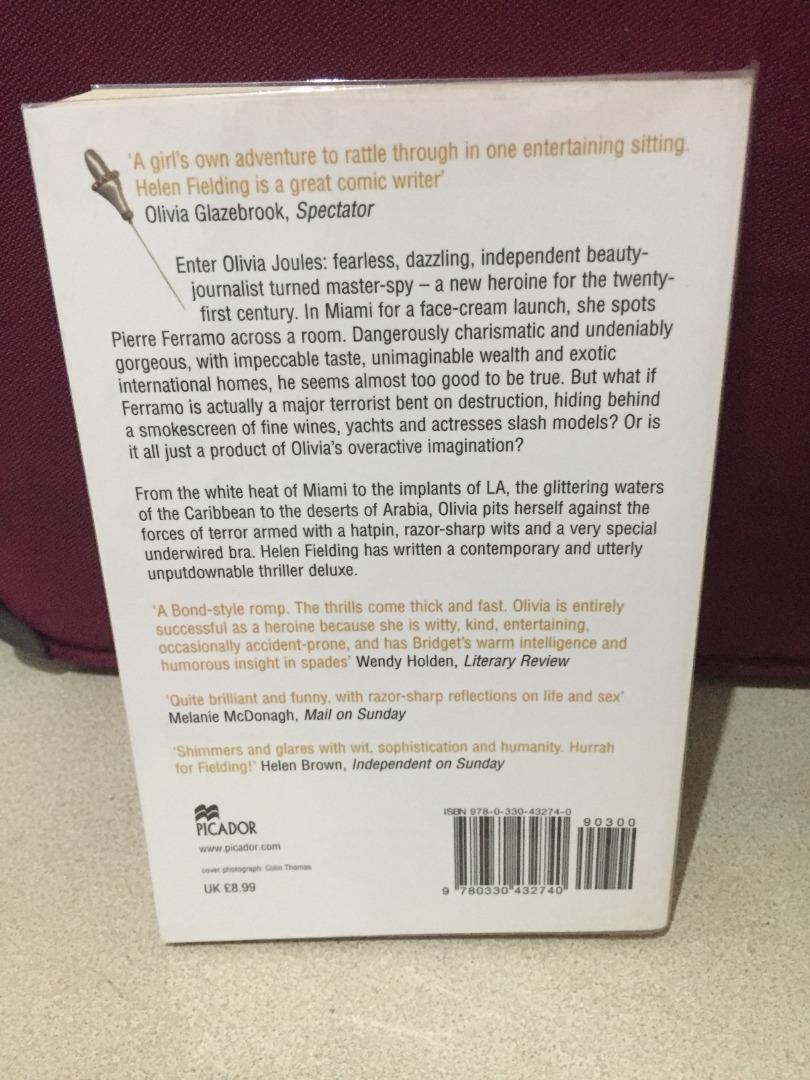 'A girl's own adventure to rattle through in one entertaining sitting.
Helen Fielding is a great comic writer'
Olivia Glazebrook, Spectator
Enter Olivia Joules: fearless, dazzling, independent beauty-
journalist turned master-spy – a new heroine for the twenty-
first century. In Miami for a face-cream launch, she spots
Pierre Ferramo across a room. Dangerously charismatic and undeniably
gorgeous, with impeccable taste, unimaginable wealth and exotic
international homes, he seems almost too good to be true. But what if
Ferramo is actually a major terrorist bent on destruction, hiding behind
a smokescreen of fine wines, yachts and actresses slash models? Or is
it all just a product of Olivia's overactive imagination?
From the white heat of Miami to the implants of LA, the glittering waters
of the Caribbean to the deserts of Arabia, Olivia pits herself against the
forces of terror armed with a hatpin, razor-sharp wits and a very special
underwired bra. Helen Fielding has written a contemporary and utterly
unputdownable thriller deluxe.
'A Bond-style romp. The thrills come thick and fast. Olivia is entirely
successful as a heroine because she is witty, kind, entertaining,
occasionally accident-prone, and has Bridget's warm intelligence and
humorous insight in spades' Wendy Holden, Literary Review
'Quite brilliant and funny, with razor-sharp reflections on life and sex'
Melanie McDonagh, Mail on Sunday
'Shimmers and glares with wit, sophistication and humanity. Hurrah
for Fielding!' Helen Brown, Independent on Sunday
PICADOR
www.picador.com
cover photograph: Colin Thomas
UK £8.99
ISBN 978-0-330-43274-0
90300
9 780330 432740